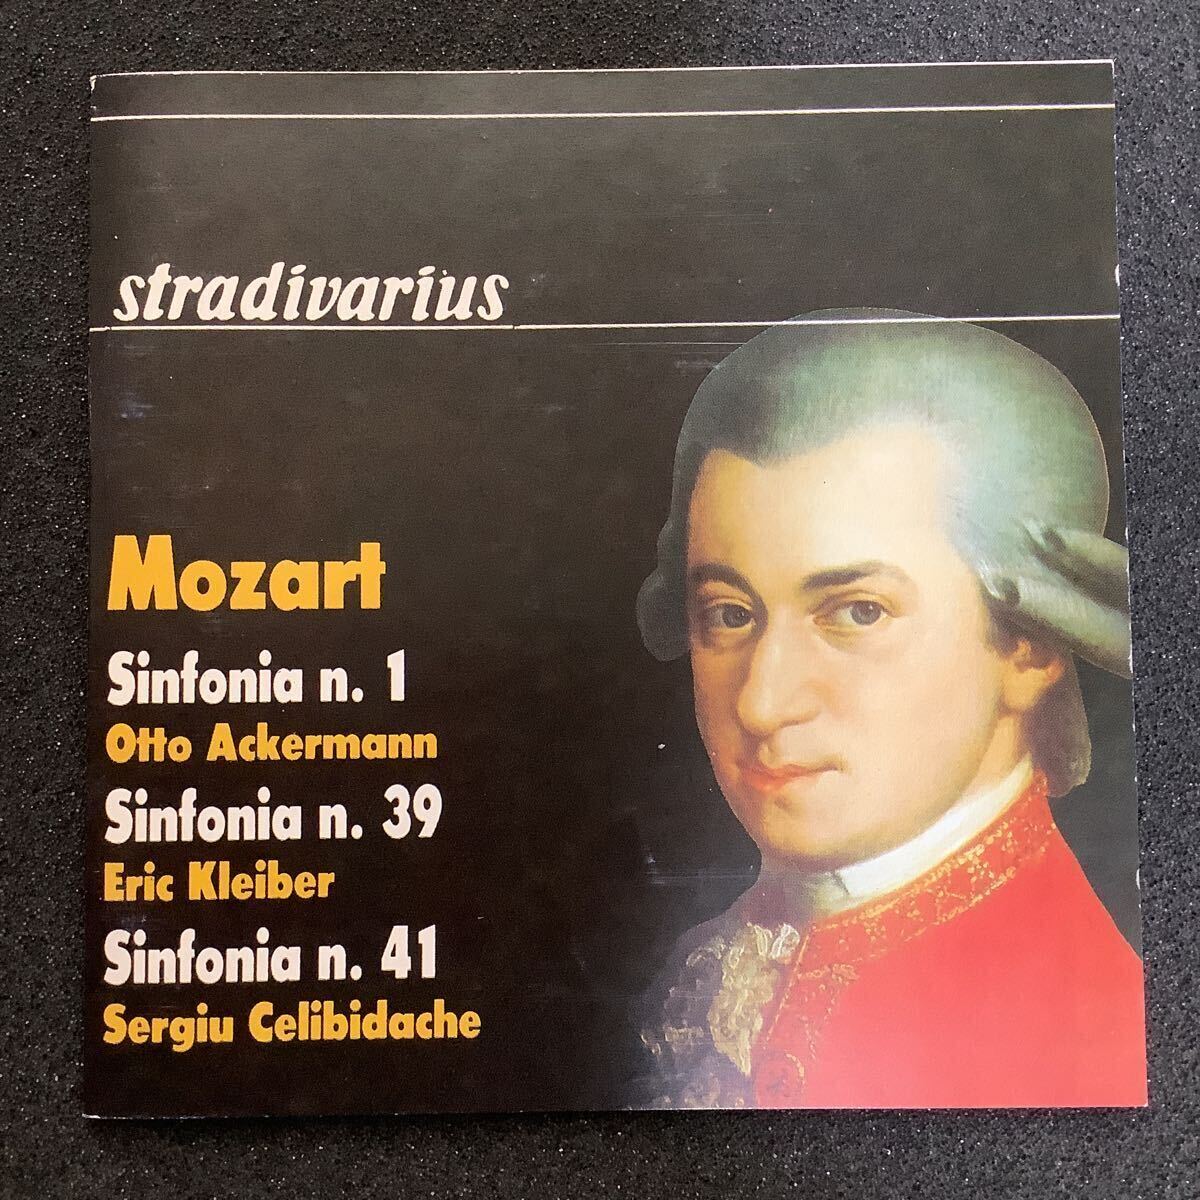 stradivarius
Mozart
Sinfonia n. 1
Otto Ackermann
Sinfonia n. 39
Eric Kleiber
Sinfonia n. 41
Sergiu Celibidache